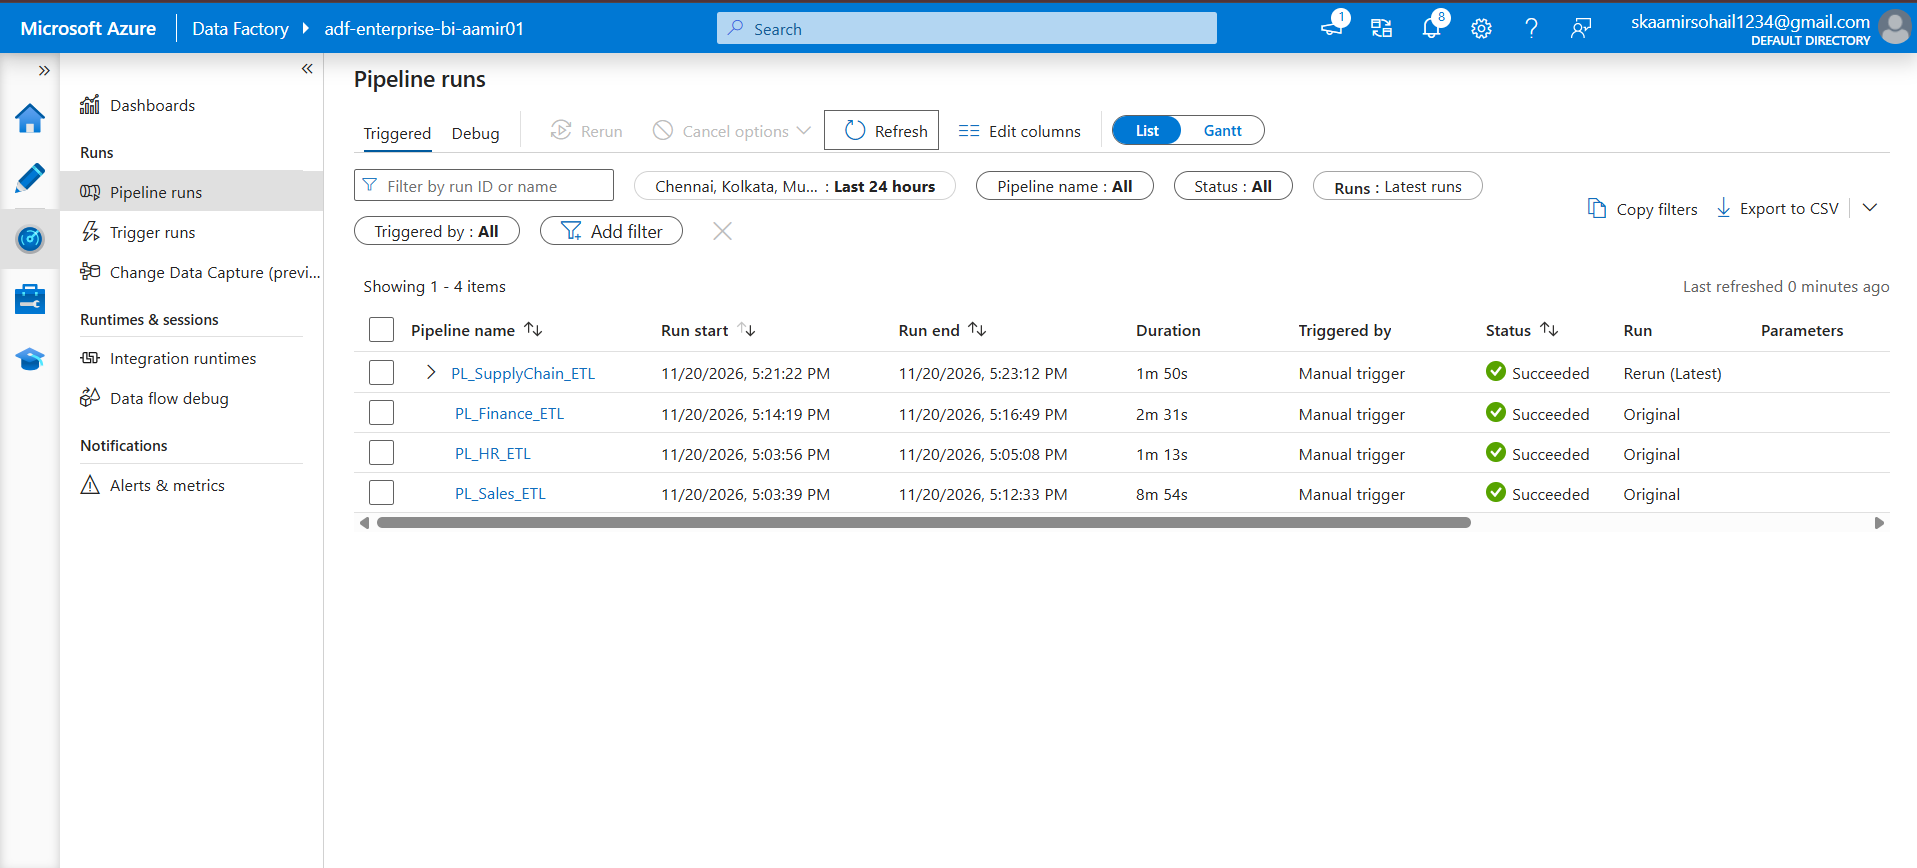 Microsoft Azure Data Factory adf-enterprise-bi-aamir01 Search 1 8 skaamirsohail1234@gmail.com
DEFAULT DIRECTORY
Dashboards
Runs
Pipeline runs
Trigger runs
Change Data Capture (previ...
Runtimes & sessions
Integration runtimes
Data flow debug
Notifications
Alerts & metrics
Pipeline runs
Triggered Debug Rerun Cancel options Refresh Edit columns List Gantt
Filter by run ID or name Chennai, Kolkata, Mu... : Last 24 hours Pipeline name : All Status : All Runs : Latest runs
Triggered by : All Add filter
Copy filters Export to CSV
Showing 1 - 4 items Last refreshed 0 minutes ago
Pipeline name Run start Run end Duration Triggered by Status Run Parameters
PL_SupplyChain_ETL 11/20/2026, 5:21:22 PM 11/20/2026, 5:23:12 PM 1m 50s Manual trigger Succeeded Rerun (Latest)
PL_Finance_ETL 11/20/2026, 5:14:19 PM 11/20/2026, 5:16:49 PM 2m 31s Manual trigger Succeeded Original
PL_HR_ETL 11/20/2026, 5:03:56 PM 11/20/2026, 5:05:08 PM 1m 13s Manual trigger Succeeded Original
PL_Sales_ETL 11/20/2026, 5:03:39 PM 11/20/2026, 5:12:33 PM 8m 54s Manual trigger Succeeded Original